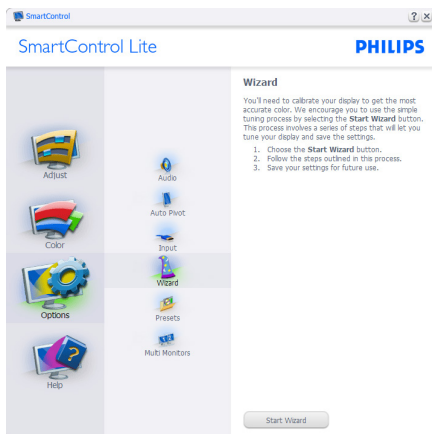 SmartControl
SmartControl Lite
PHILIPS
Adjust
Color
Options
Help
Audio
Auto Pivot
Input
Wizard
Presets
Multi Monitors
Wizard
You'll need to calibrate your display to get the most
accurate color. We encourage you to use the simple
tuning process by selecting the Start Wizard button.
This process involves a series of steps that will let you
tune your display and save the settings.
1. Choose the Start Wizard button.
2. Follow the steps outlined in this process.
3. Save your settings for future use.
Start Wizard